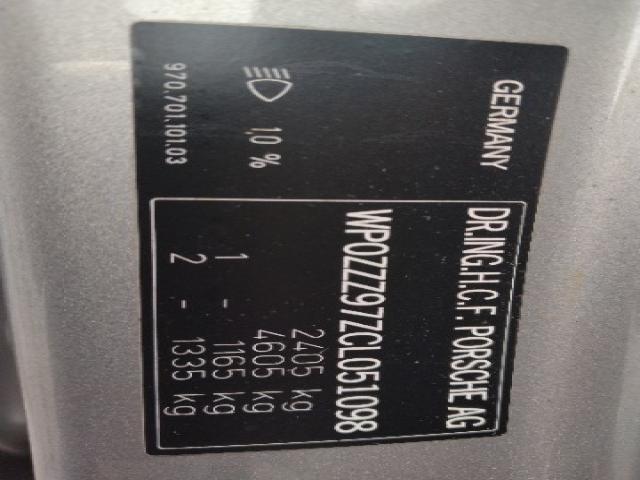 GERMANY
DR.ING.H.C.F. PORSCHE AG
WP0ZZZ97ZCL051098
2405 kg
4605 kg
1 - 1165 kg
2 - 1335 kg
1,0 %
970.701.101.03